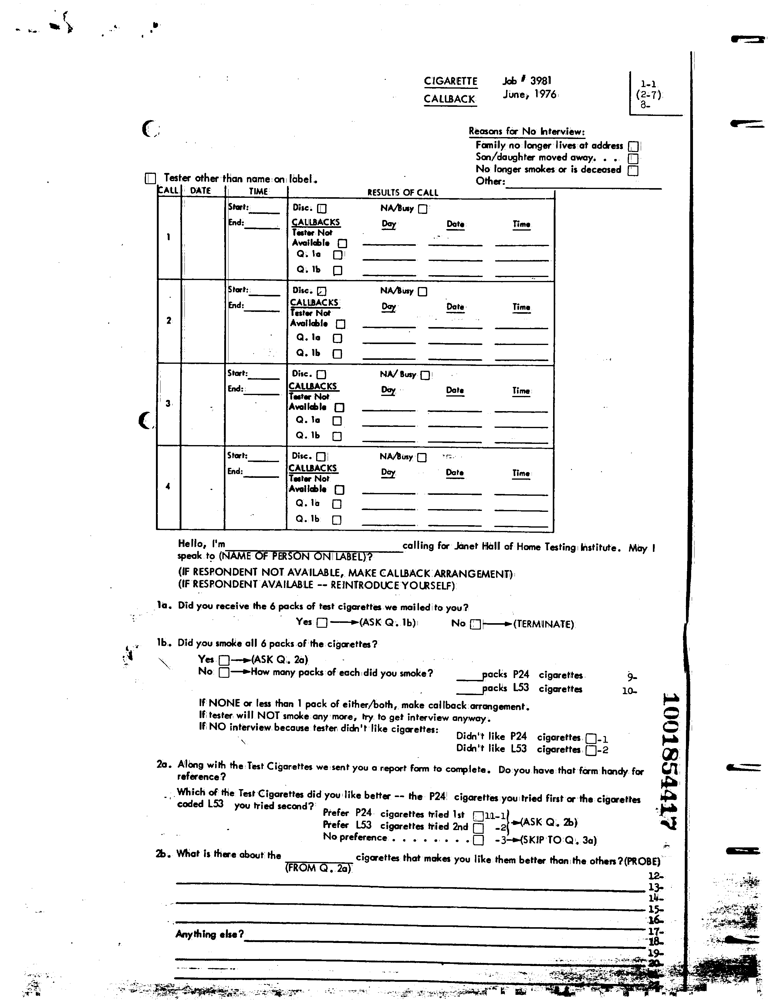 CIGARETTE Job # 3981
CALLBACK June, 1976
1-1
(2-7)
8-
Reasons for No Interview:
Family no longer lives at address
Son/daughter moved away. . .
No longer smokes or is deceased
Other:
Tester other than name on label.
CALL DATE TIME RESULTS OF CALL
Start: Disc. NA/Busy
End: CALLBACKS Day Date Time
Tester Not
1 Available
Q. 1a
Q. 1b
Start: Disc. NA/Busy
End: CALLBACKS Day Date Time
Tester Not
2 Available
Q. 1a
Q. 1b
Start: Disc. NA/Busy
End: CALLBACKS Day Date Time
Tester Not
3 Available
Q. 1a
Q. 1b
Start: Disc. NA/Busy
End: CALLBACKS Day Date Time
Tester Not
4 Available
Q. 1a
Q. 1b
Hello, I'm calling for Janet Hall of Home Testing Institute. May I
speak to (NAME OF PERSON ON LABEL)?
(IF RESPONDENT NOT AVAILABLE, MAKE CALLBACK ARRANGEMENT)
(IF RESPONDENT AVAILABLE -- REINTRODUCE YOURSELF)
1a. Did you receive the 6 packs of test cigarettes we mailed to you?
Yes (ASK Q. 1b) No (TERMINATE)
1b. Did you smoke all 6 packs of the cigarettes?
Yes (ASK Q. 2a)
No How many packs of each did you smoke? packs P24 cigarettes 9-
packs L53 cigarettes 10-
If NONE or less than 1 pack of either/both, make callback arrangement.
If tester will NOT smoke any more, try to get interview anyway.
If NO interview because tester didn't like cigarettes:
Didn't like P24 cigarettes -1
Didn't like L53 cigarettes -2
2a. Along with the Test Cigarettes we sent you a report form to complete. Do you have that form handy for
reference?
Which of the Test Cigarettes did you like better -- the P24 cigarettes you tried first or the cigarettes
coded L53 you tried second?
Prefer P24 cigarettes tried 1st 11-1
Prefer L53 cigarettes tried 2nd -2 (ASK Q. 2b)
No preference . . . . . . . . -3 (SKIP TO Q. 3a)
2b. What is there about the cigarettes that makes you like them better than the others? (PROBE)
(FROM Q. 2a)
12-
13-
14-
15-
16-
Anything else? 17-
18-
19-
20-
1001854417